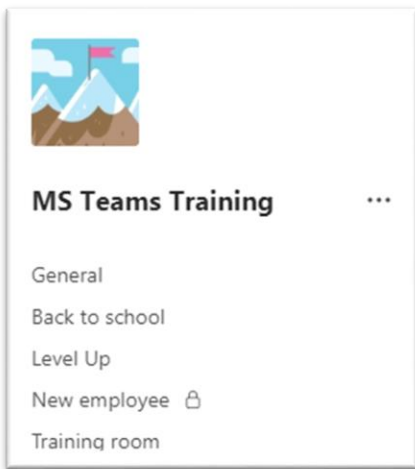 MS Teams Training
General
Back to school
Level Up
New employee
Training room